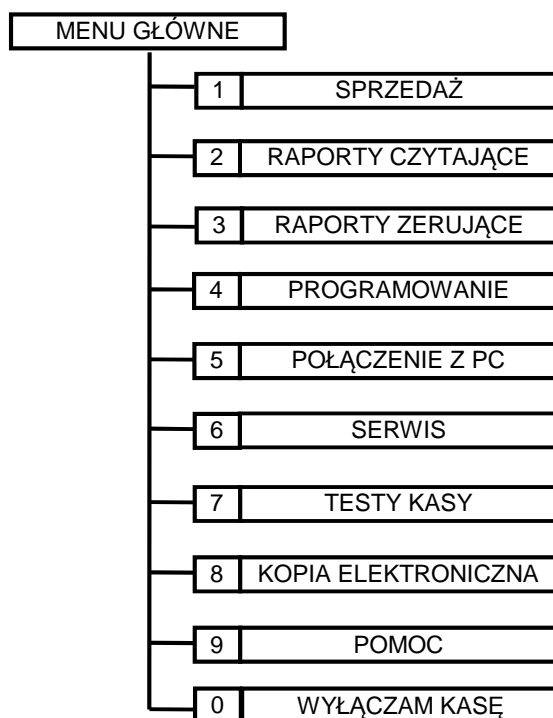 MENU GŁÓWNE
1 SPRZEDAŻ
2 RAPORTY CZYTAJĄCE
3 RAPORTY ZERUJĄCE
4 PROGRAMOWANIE
5 POŁĄCZENIE Z PC
6 SERWIS
7 TESTY KASY
8 KOPIA ELEKTRONICZNA
9 POMOC
0 WYŁĄCZAM KASĘ